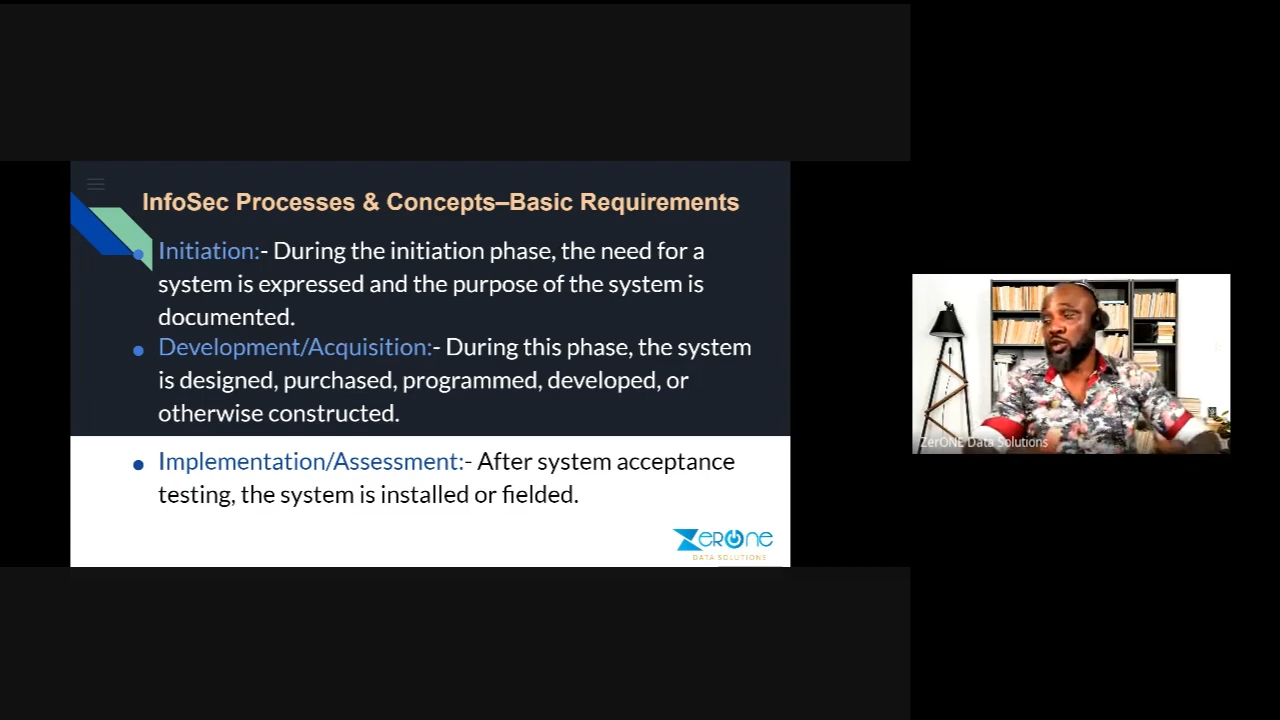 InfoSec Processes & Concepts–Basic Requirements
Initiation:- During the initiation phase, the need for a
system is expressed and the purpose of the system is
documented.
Development/Acquisition:- During this phase, the system
is designed, purchased, programmed, developed, or
otherwise constructed.
Implementation/Assessment:- After system acceptance
testing, the system is installed or fielded.
ZerOne
DATA SOLUTIONS
ZerONE Data Solutions